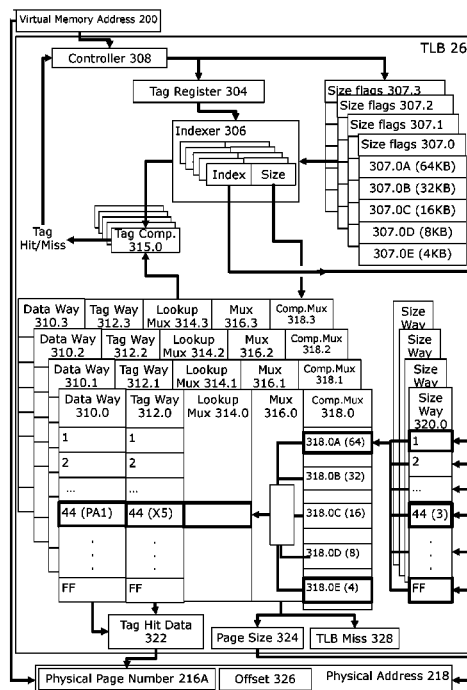 Virtual Memory Address 200
TLB 26
Controller 308
Tag Register 304
Size flags 307.3
Size flags 307.2
Size flags 307.1
Size flags 307.0
307.0A (64KB)
307.0B (32KB)
307.0C (16KB)
307.0D (8KB)
307.0E (4KB)
Indexer 306
Index Size
Tag
Hit/Miss
Tag Comp.
315.0
Data Way
310.3
Tag Way
312.3
Lookup
Mux 314.3
Mux
316.3
Comp.Mux
318.3
Data Way
310.2
Tag Way
312.2
Lookup
Mux 314.2
Mux
316.2
Comp.Mux
318.2
Data Way
310.1
Tag Way
312.1
Lookup
Mux 314.1
Mux
316.1
Comp.Mux
318.1
Data Way
310.0
Tag Way
312.0
Lookup
Mux 314.0
Mux
316.0
Comp.Mux
318.0
Size
Way
Size
Way
Size
Way
Size
Way
320.0
1 1 318.0A (64) 1
2 2 318.0B (32) 2
... ... ...
44 (PA1) 44 (X5) 318.0C (16) 44 (3)
318.0D (8)
FF FF 318.0E (4) FF
Tag Hit Data
322
Page Size 324
TLB Miss 328
Physical Page Number 216A
Offset 326
Physical Address 218